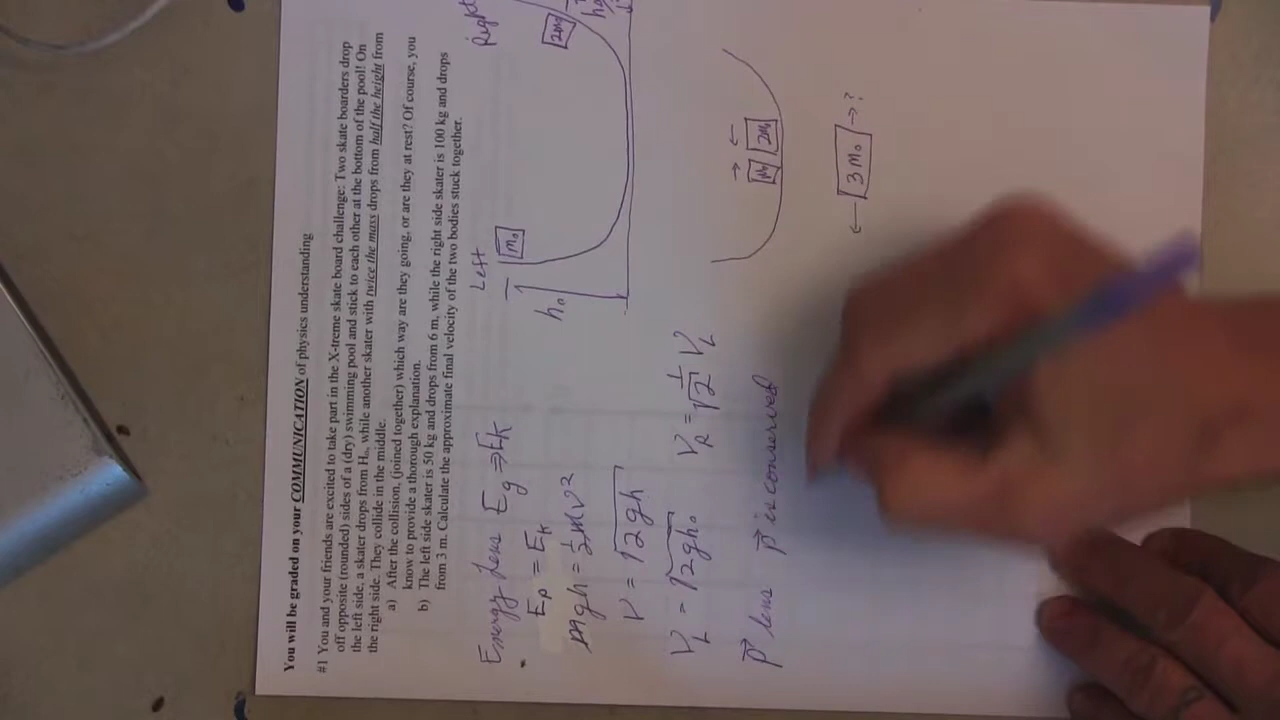 You will be graded on your COMMUNICATION of physics understanding
#1 You and your friends are excited to take part in the X-treme skate board challenge: Two skate boarders drop
off opposite (rounded) sides of a (dry) swimming pool and stick to each other at the bottom of the pool! On
the left side, a skater drops from H₀, while another skater with twice the mass drops from half the height from
the right side. They collide in the middle.
a) After the collision, (joined together) which way are they going, or are they at rest? Of course, you
know to provide a thorough explanation.
b) The left side skater is 50 kg and drops from 6 m, while the right side skater is 100 kg and drops
from 3 m. Calculate the approximate final velocity of the two bodies stuck together.
Energy Lens Eg ⇒ Ek
Ep = Ek
mgh = ½mv²
V = √2gh
VL = √2gh₀ VR = 1/√2 VL
p⃗ lens p⃗ is conserved
Left Right
h₀
m₀
2m₀
m₀ 2m₀
→ ←
← 3m₀ → ?